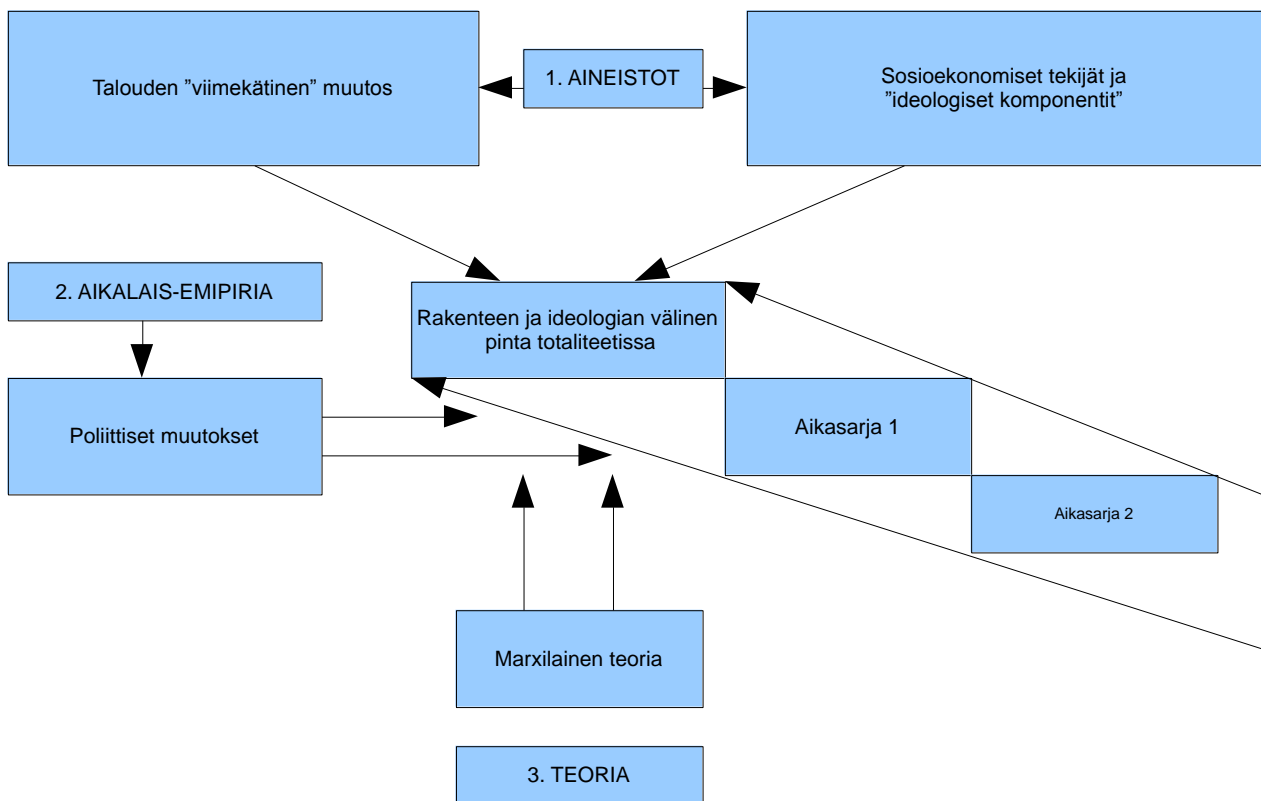 Talouden ”viimekätinen” muutos
1. AINEISTOT
Sosioekonomiset tekijät ja
”ideologiset komponentit”
2. AIKALAIS-EMIPIRIA
Rakenteen ja ideologian välinen
pinta totaliteetissa
Poliittiset muutokset
Aikasarja 1
Aikasarja 2
Marxilainen teoria
3. TEORIA